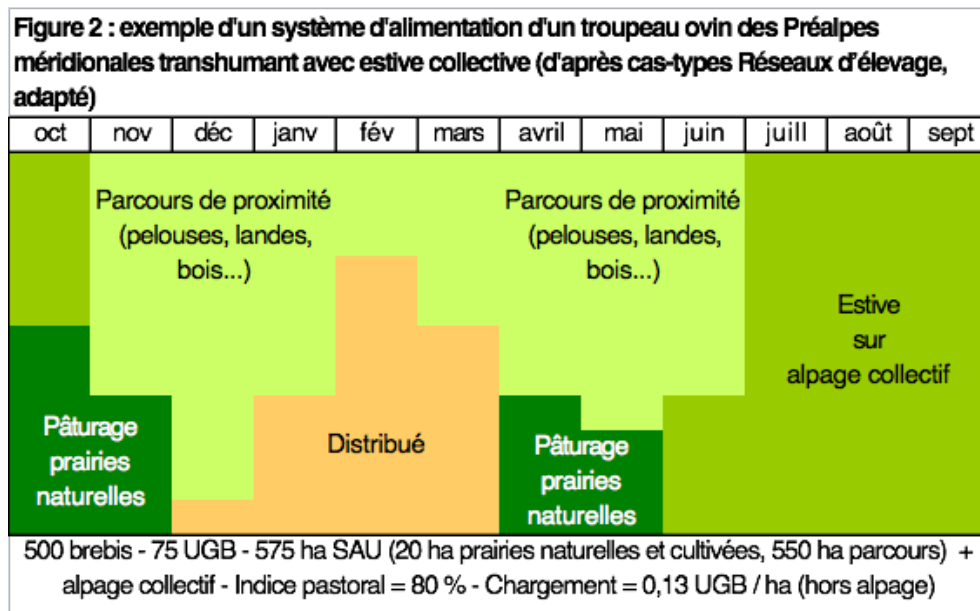 Figure 2 : exemple d'un système d'alimentation d'un troupeau ovin des Préalpes
méridionales transhumant avec estive collective (d'après cas-types Réseaux d'élevage,
adapté)
oct nov déc janv fév mars avril mai juin juill août sept
Parcours de proximité
(pelouses, landes,
bois...)
Parcours de proximité
(pelouses, landes,
bois...)
Estive
sur
alpage collectif
Pâturage
prairies
naturelles
Distribué
Pâturage
prairies
naturelles
500 brebis - 75 UGB - 575 ha SAU (20 ha prairies naturelles et cultivées, 550 ha parcours) +
alpage collectif - Indice pastoral = 80 % - Chargement = 0,13 UGB / ha (hors alpage)